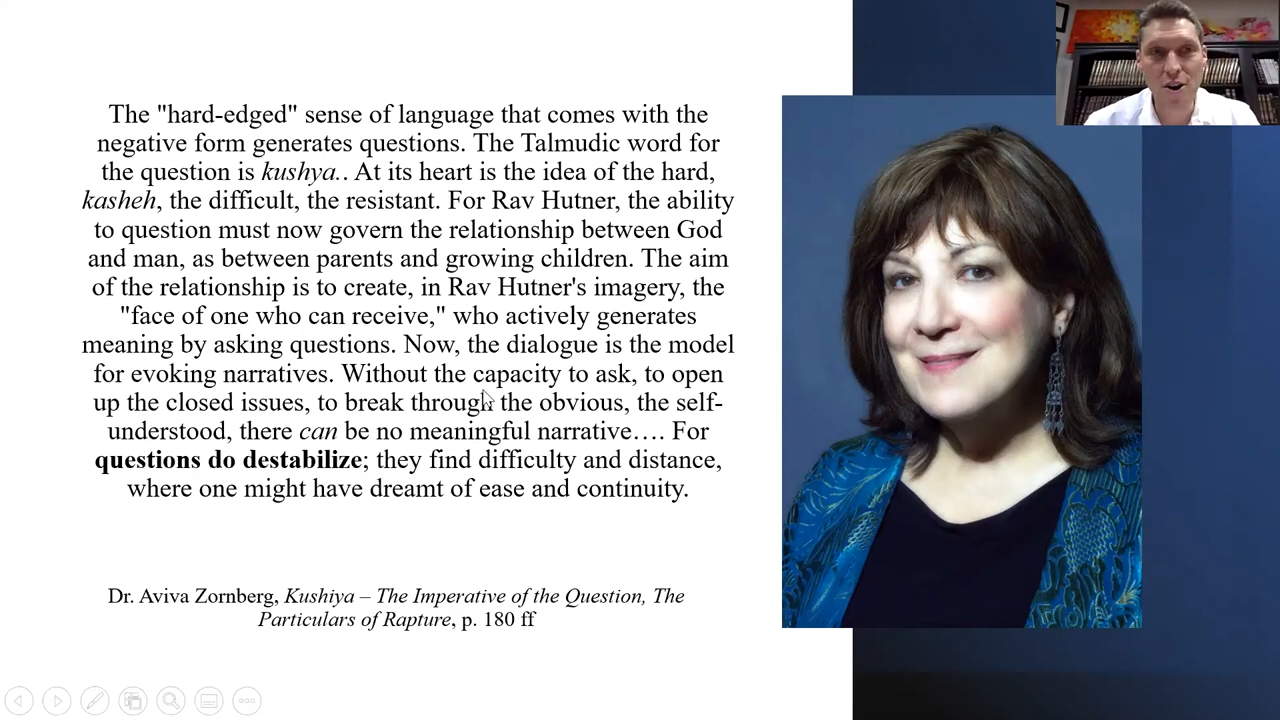 The "hard-edged" sense of language that comes with the
negative form generates questions. The Talmudic word for
the question is kushya.. At its heart is the idea of the hard,
kasheh, the difficult, the resistant. For Rav Hutner, the ability
to question must now govern the relationship between God
and man, as between parents and growing children. The aim
of the relationship is to create, in Rav Hutner's imagery, the
"face of one who can receive," who actively generates
meaning by asking questions. Now, the dialogue is the model
for evoking narratives. Without the capacity to ask, to open
up the closed issues, to break through the obvious, the self-
understood, there can be no meaningful narrative…. For
questions do destabilize; they find difficulty and distance,
where one might have dreamt of ease and continuity.
Dr. Aviva Zornberg, Kushiya – The Imperative of the Question, The
Particulars of Rapture, p. 180 ff